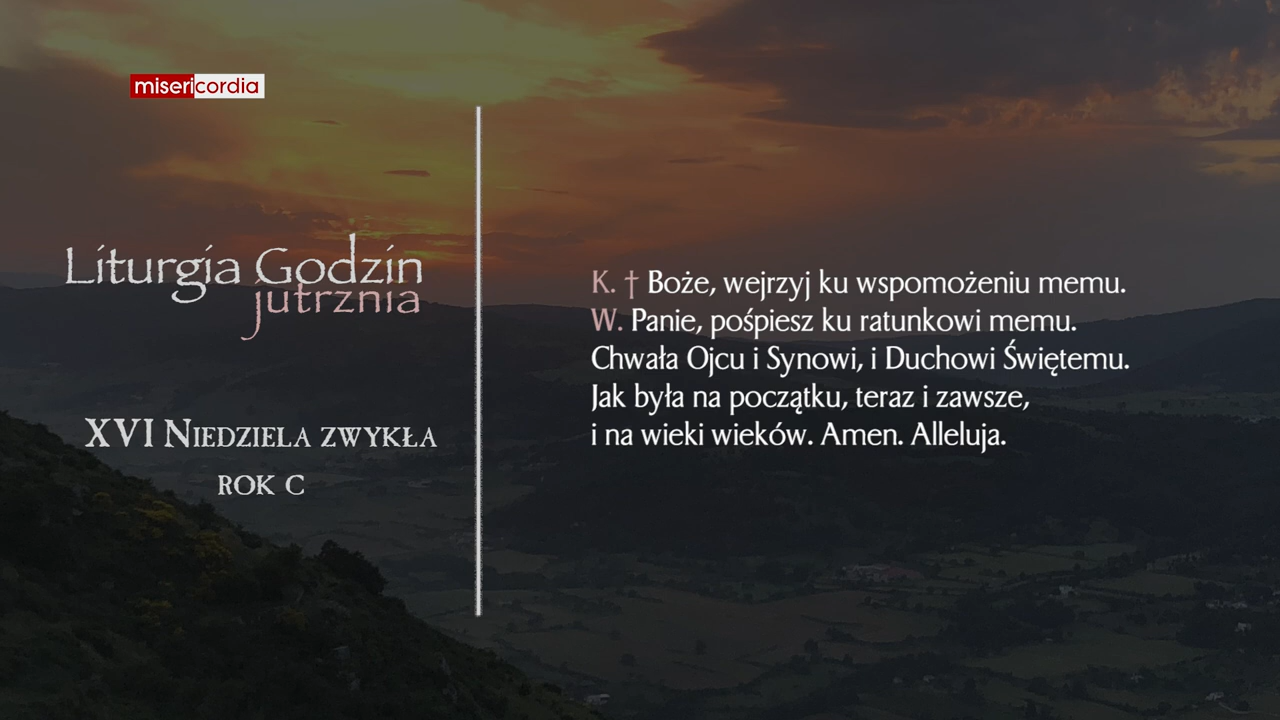 misericordia
Liturgia Godzin
jutrznia
XVI Niedziela zwykła
rok C
K. † Boże, wejrzyj ku wspomożeniu memu.
W. Panie, pośpiesz ku ratunkowi memu.
Chwała Ojcu i Synowi, i Duchowi Świętemu.
Jak była na początku, teraz i zawsze,
i na wieki wieków. Amen. Alleluja.